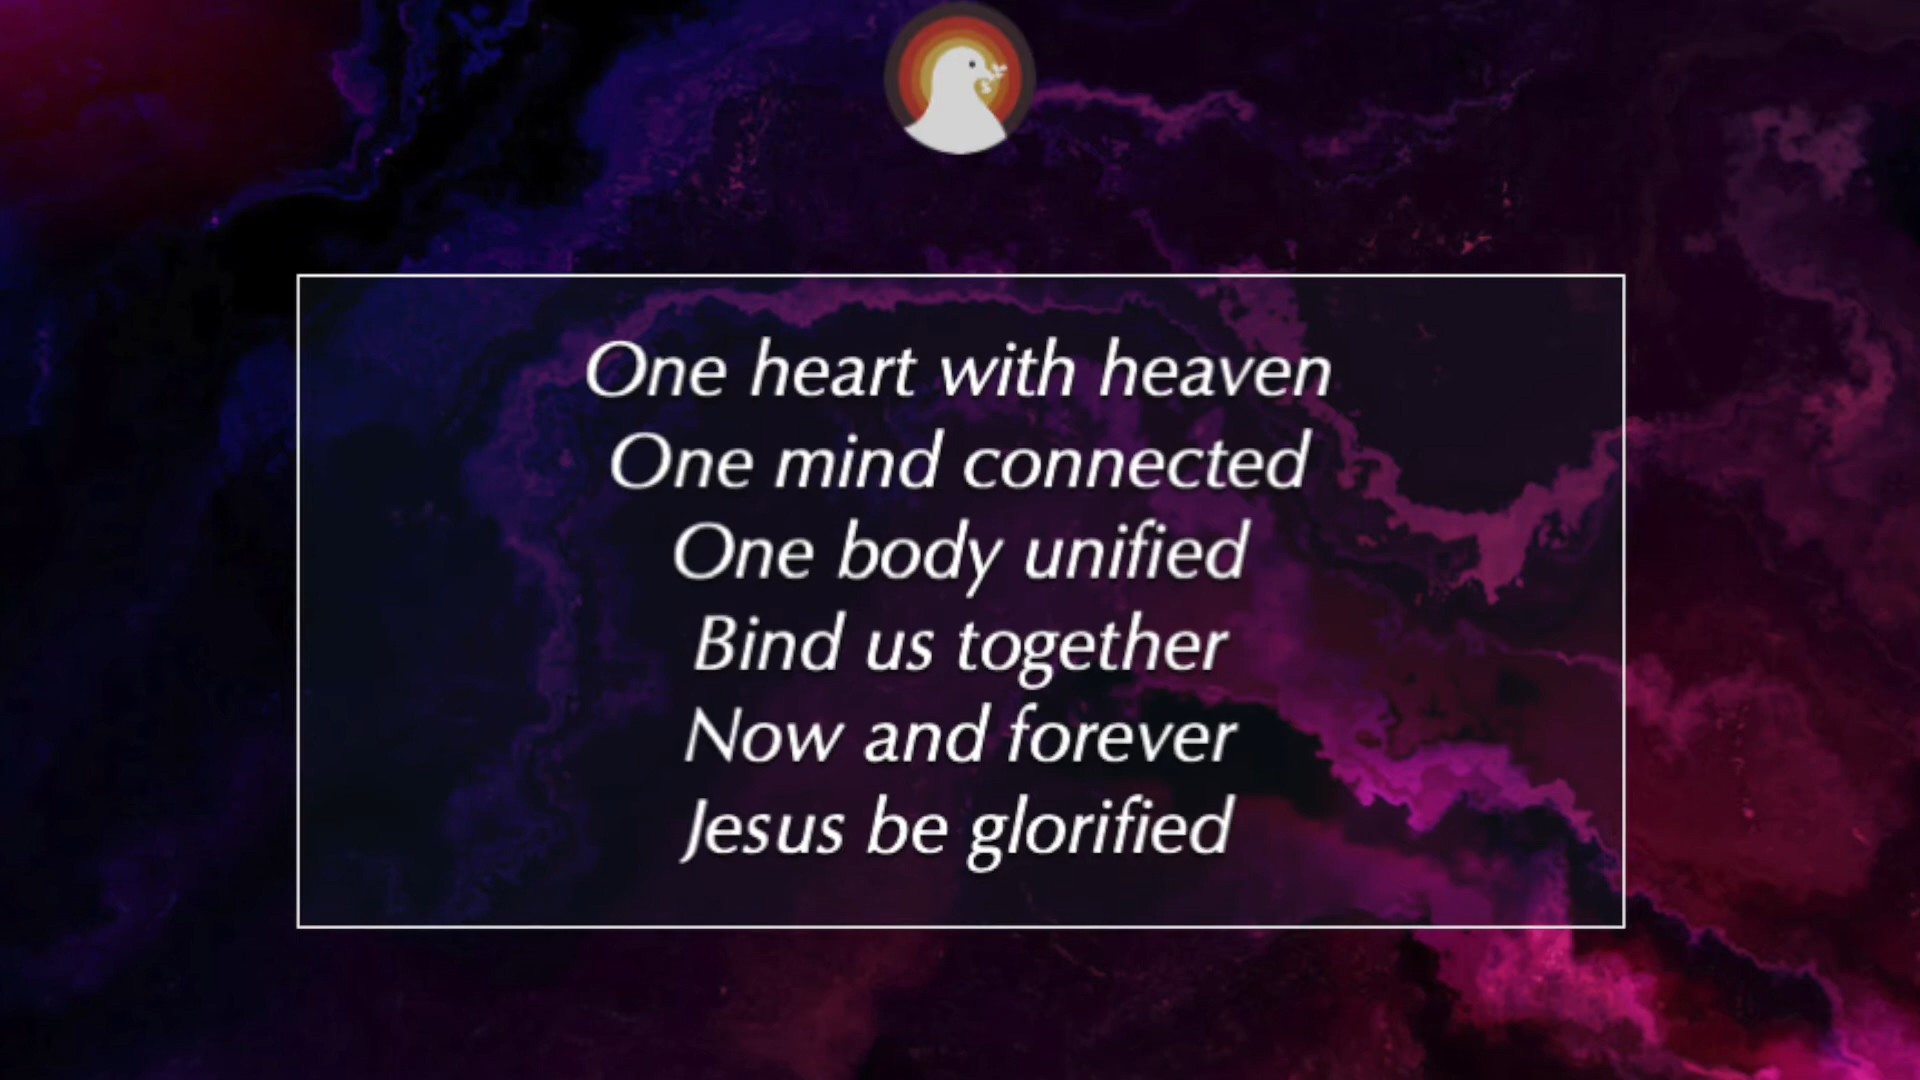 One heart with heaven
One mind connected
One body unified
Bind us together
Now and forever
Jesus be glorified